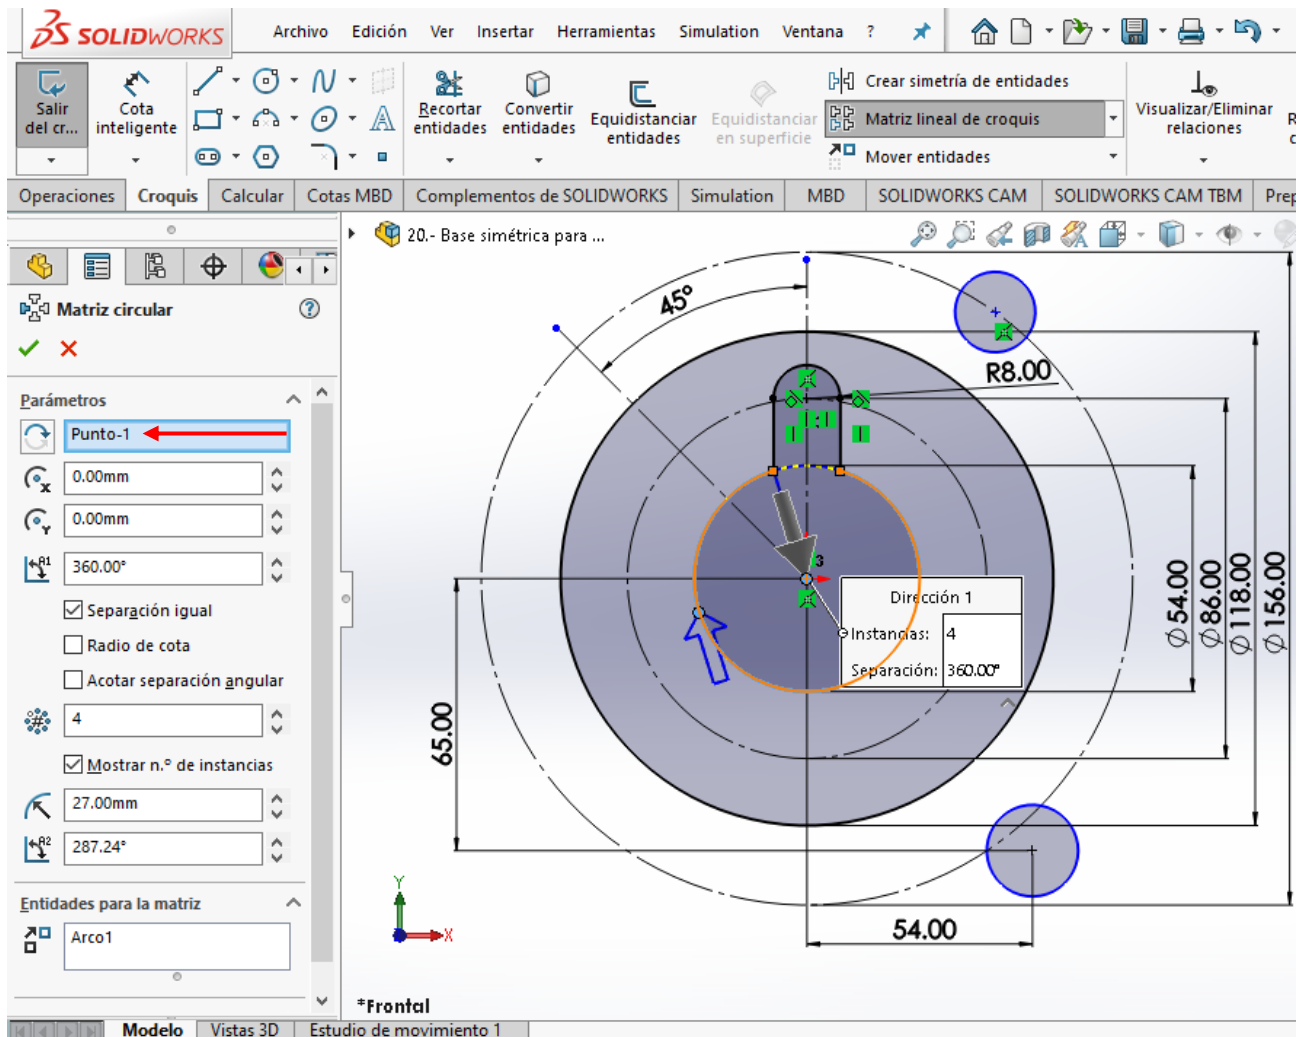 SOLIDWORKS
Archivo Edición Ver Insertar Herramientas Simulation Ventana ?
Salir del cr...
Cota inteligente
Recortar entidades
Convertir entidades
Equidistanciar entidades
Equidistanciar en superficie
Crear simetría de entidades
Matriz lineal de croquis
Mover entidades
Visualizar/Eliminar relaciones
Operaciones Croquis Calcular Cotas MBD Complementos de SOLIDWORKS Simulation MBD SOLIDWORKS CAM SOLIDWORKS CAM TBM Prep
20.- Base simétrica para ...
Matriz circular
Parámetros
Punto-1
0.00mm
0.00mm
360.00°
Separación igual
Radio de cota
Acotar separación angular
4
Mostrar n.º de instancias
27.00mm
287.24°
Entidades para la matriz
Arco1
45°
R8.00
3
Dirección 1
Instancias: 4
Separación: 360.00°
Ø54.00
Ø86.00
Ø118.00
Ø156.00
65.00
54.00
Y
X
*Frontal
Modelo Vistas 3D Estudio de movimiento 1